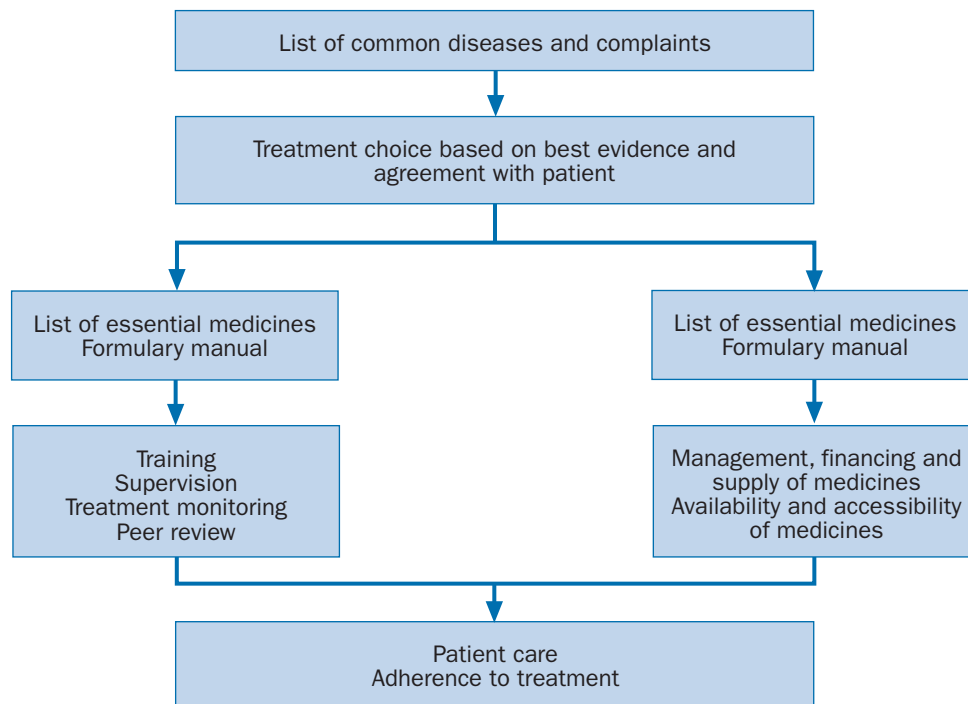 List of common diseases and complaints
Treatment choice based on best evidence and
agreement with patient
List of essential medicines
Formulary manual
List of essential medicines
Formulary manual
Training
Supervision
Treatment monitoring
Peer review
Management, financing and
supply of medicines
Availability and accessibility
of medicines
Patient care
Adherence to treatment